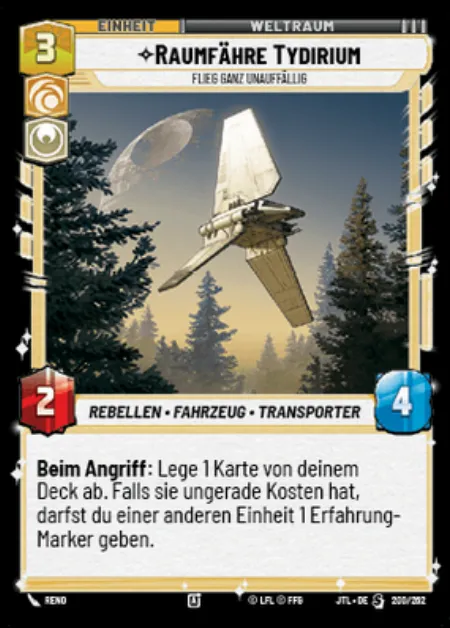 EINHEIT
WELTRAUM
3
RAUMFÄHRE TYDIRIUM
FLIEG GANZ UNAUFFÄLLIG
2
REBELLEN • FAHRZEUG • TRANSPORTER
4
Beim Angriff: Lege 1 Karte von deinem
Deck ab. Falls sie ungerade Kosten hat,
darfst du einer anderen Einheit 1 Erfahrung-
Marker geben.
RENO
A
© LFL © FFG
JTL • DE
200/262